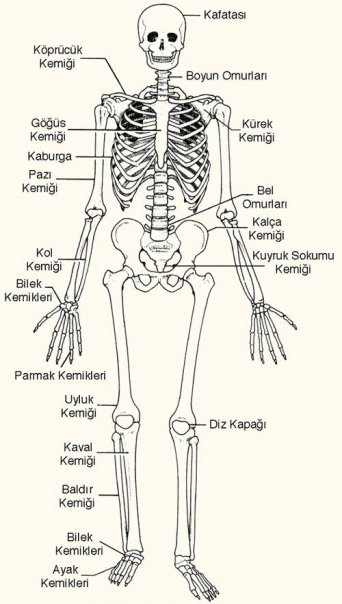 Kafatası
Köprücük
Kemiği
Boyun Omurları
Göğüs
Kemiği
Kürek
Kemiği
Kaburga
Pazı
Kemiği
Bel
Omurları
Kalça
Kemiği
Kol
Kemiği
Kuyruk Sokumu
Kemiği
Bilek
Kemikleri
Parmak Kemikleri
Uyluk
Kemiği
Diz Kapağı
Kaval
Kemiği
Baldır
Kemiği
Bilek
Kemikleri
Ayak
Kemikleri